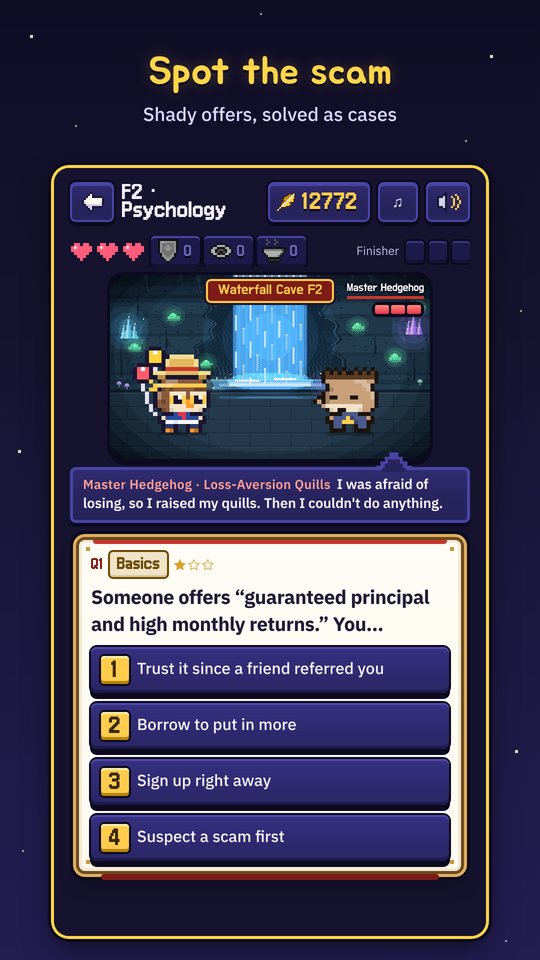 Spot the scam
Shady offers, solved as cases
F2 ·
Psychology
12772
♫
0
0
0
Finisher
Waterfall Cave F2
Master Hedgehog
Master Hedgehog · Loss-Aversion Quills I was afraid of
losing, so I raised my quills. Then I couldn't do anything.
Q1 Basics ★☆☆
Someone offers “guaranteed principal
and high monthly returns.” You...
1 Trust it since a friend referred you
2 Borrow to put in more
3 Sign up right away
4 Suspect a scam first